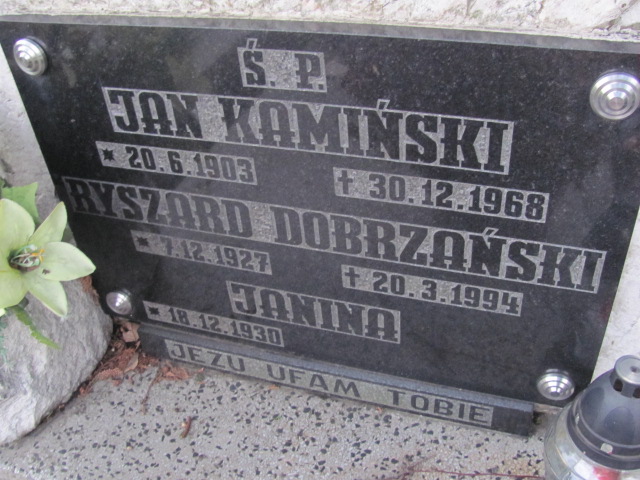 Ś. P.
JAN KAMIŃSKI
* 20.6.1903 † 30.12.1968
RYSZARD DOBRZAŃSKI
* 7.12.1927 † 20.3.1994
JANINA
* 18.12.1930
JEZU UFAM TOBIE